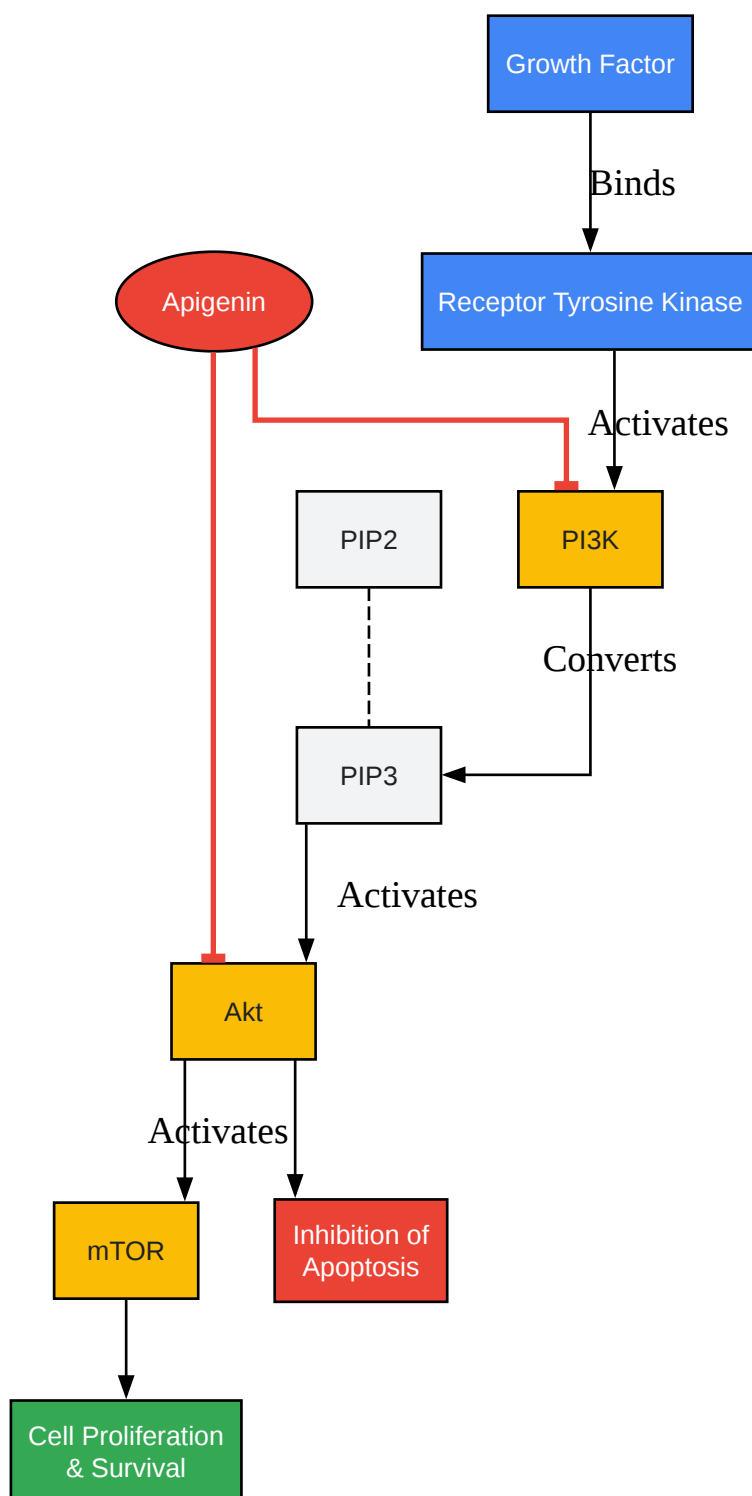 Growth Factor
Binds
Apigenin
Receptor Tyrosine Kinase
Activates
PIP2
PI3K
Converts
PIP3
Activates
Akt
Activates
mTOR
Inhibition of
Apoptosis
Cell Proliferation
& Survival